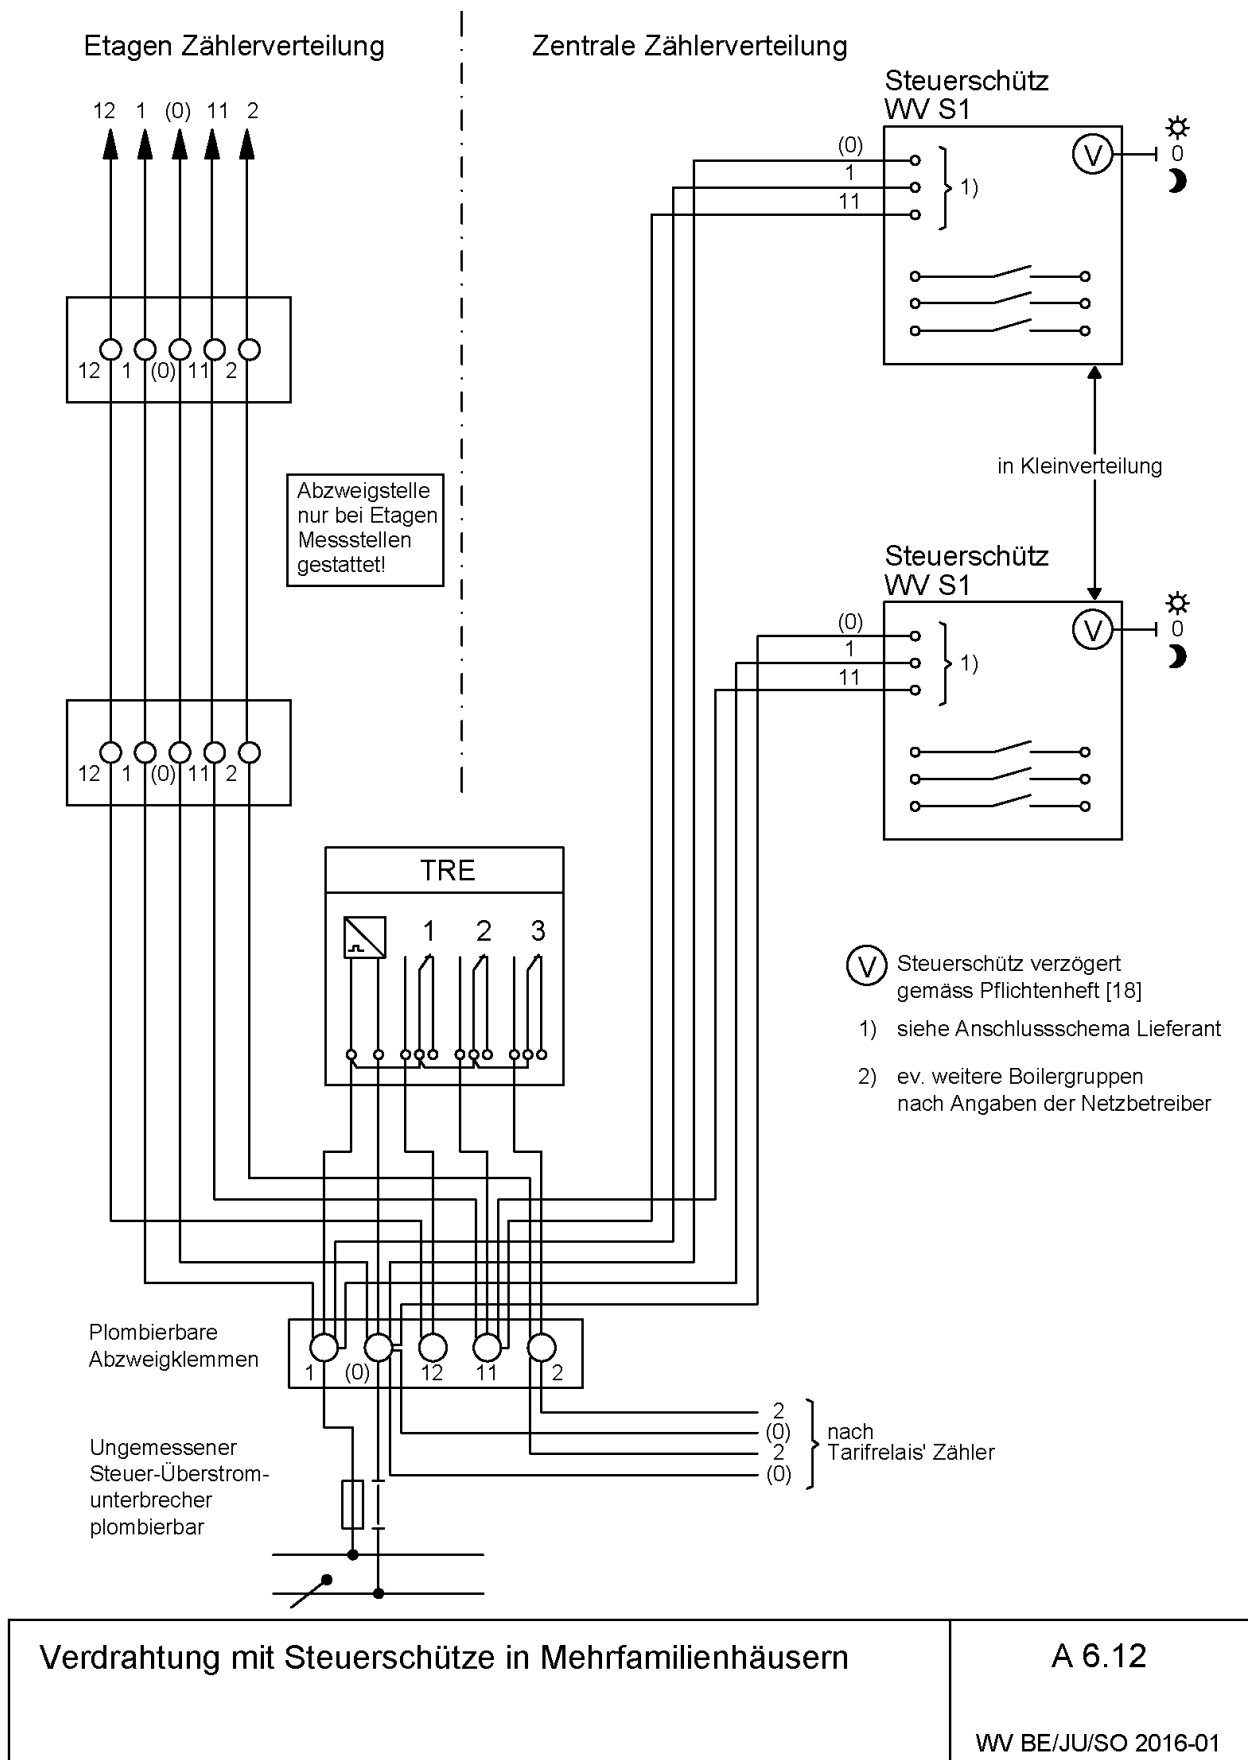 Etagen Zählerverteilung
Zentrale Zählerverteilung
12 1 (0) 11 2
Steuerschütz
WV S1
(0)
1
11
1)
V
0
12 1 (0) 11 2
in Kleinverteilung
Abzweigstelle
nur bei Etagen
Messstellen
gestattet!
Steuerschütz
WV S1
(0)
1
11
1)
V
0
12 1 (0) 11 2
TRE
1 2 3
V Steuerschütz verzögert
gemäss Pflichtenheft [18]
1) siehe Anschlussschema Lieferant
2) ev. weitere Boilergruppen
nach Angaben der Netzbetreiber
Plombierbare
Abzweigklemmen
1 (0) 12 11 2
2
(0)
2
(0)
nach
Tarifrelais' Zähler
Ungemessener
Steuer-Überstrom-
unterbrecher
plombierbar
Verdrahtung mit Steuerschütze in Mehrfamilienhäusern
A 6.12
WV BE/JU/SO 2016-01